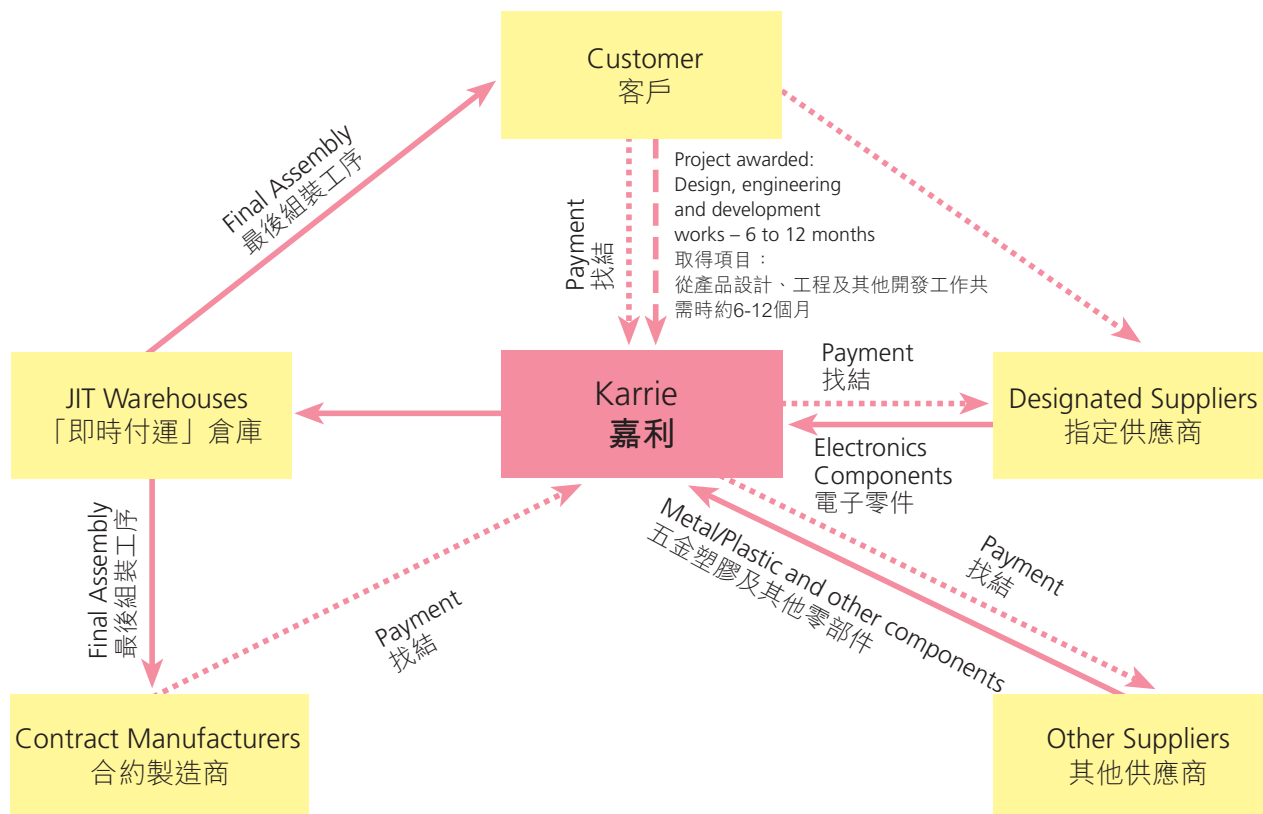 Customer
客戶
Final Assembly
最後組裝工序
Payment
找結
Project awarded:
Design, engineering
and development
works – 6 to 12 months
取得項目：
從產品設計、工程及其他開發工作共
需時約6-12個月
JIT Warehouses
「即時付運」倉庫
Karrie
嘉利
Payment
找結
Designated Suppliers
指定供應商
Electronics
Components
電子零件
Final Assembly
最後組裝工序
Payment
找結
Metal/Plastic and other components
五金塑膠及其他零部件
Payment
找結
Contract Manufacturers
合約製造商
Other Suppliers
其他供應商